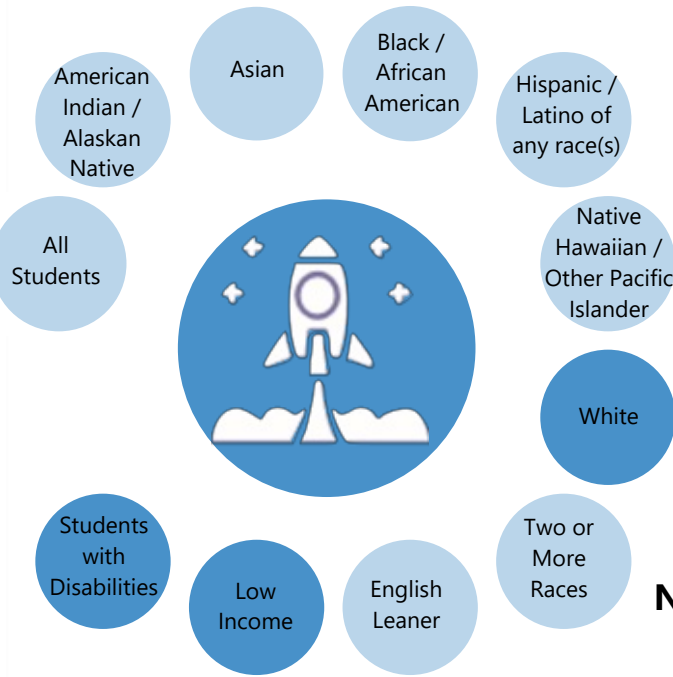 Black /
African
American
Asian
American
Indian /
Alaskan
Native
Hispanic /
Latino of
any race(s)
All
Students
Native
Hawaiian /
Other Pacific
Islander
White
Students
with
Disabilities
Low
Income
English
Leaner
Two or
More
Races
N